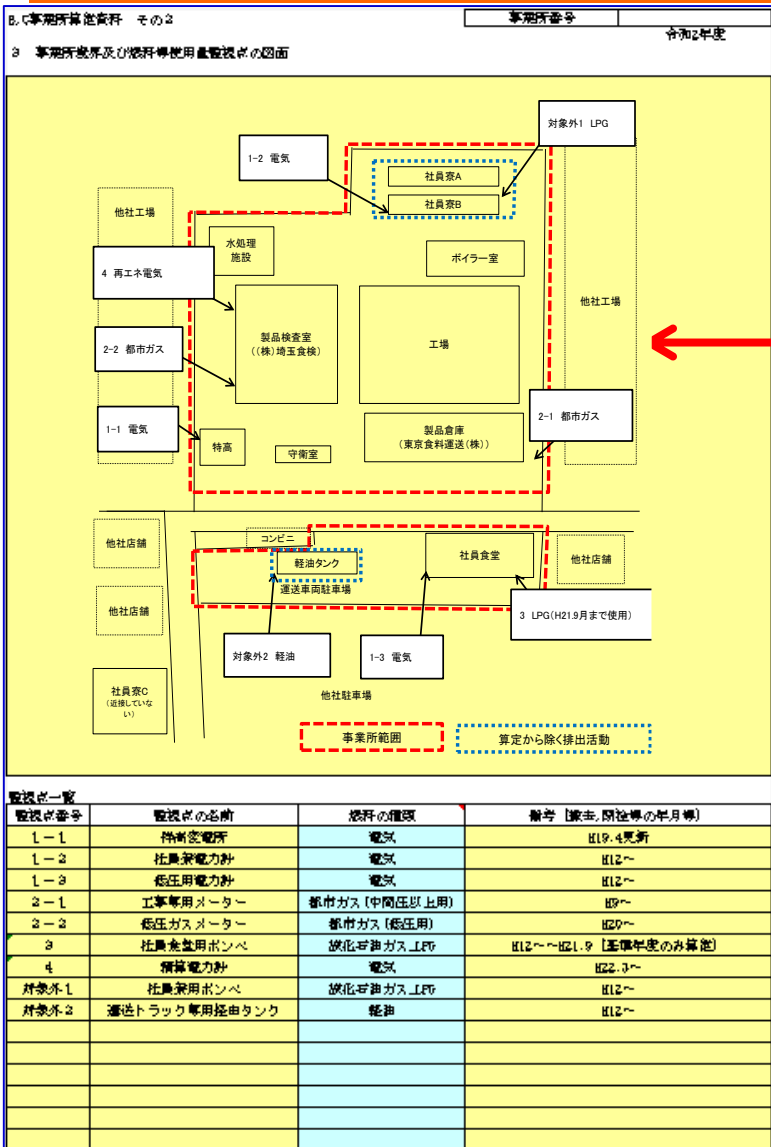 B,C事業所算定資料　その2
事業所番号
令和2年度
3　事業所境界及び燃料等使用量監視点の図面
対象外1 LPG
1-2 電気
社員寮A
社員寮B
他社工場
水処理
施設
ボイラー室
4 再エネ電気
他社工場
製品検査室
((株)埼玉食検)
工場
2-2 都市ガス
1-1 電気
2-1 都市ガス
製品倉庫
(東京食料運送(株))
特高
守衛室
コンビニ
他社店舗
社員食堂
他社店舗
軽油タンク
運送車両駐車場
他社店舗
3 LPG(H21.9月まで使用)
対象外2 軽油
1-3 電気
社員寮C
(近接していな
い)
他社駐車場
事業所範囲
算定から除く排出活動
監視点一覧
監視点番号 監視点の名前 燃料の種類 備考 [撤去,開設等の年月等]
1-1 特高変電所 電気 H19.4更新
1-2 社員寮電力計 電気 H12~
1-3 低圧用電力計 電気 H12~
2-1 工事専用メーター 都市ガス [中間圧以上用] H9~
2-2 低圧ガスメーター 都市ガス [低圧用] H20~
3 社員食堂用ボンベ 液化石油ガス_LPG H12~~H21.9 [基準年度のみ算定]
4 積算電力計 電気 H22.3~
対象外1 社員寮用ボンベ 液化石油ガス_LPG H12~
対象外2 運送トラック専用経由タンク 軽油 H12~